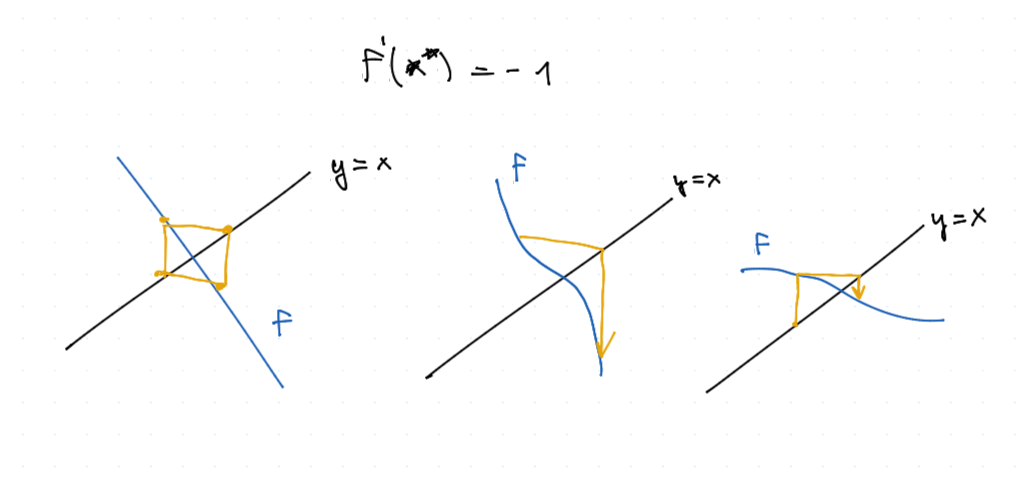 F'(x*) = - 1
y = x
F
F
y = x
F
y = x